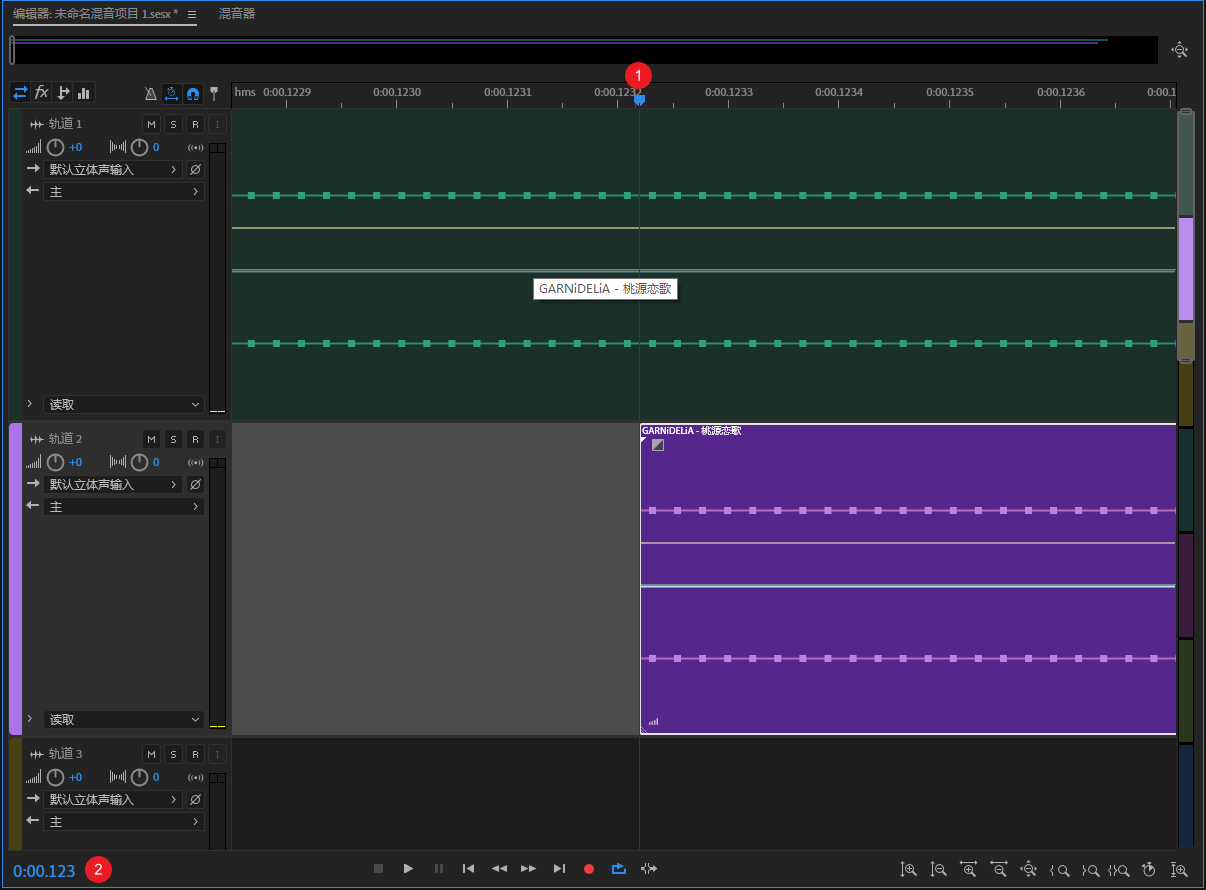 编辑器: 未命名混音项目 1.sesx *
混音器
1
fx
hms 0:00.1229 0:00.1230 0:00.1231 0:00.1232 0:00.1233 0:00.1234 0:00.1235 0:00.1236 0:00.1
轨道 1 M S R I
+0 0
默认立体声输入
主
GARNiDELiA - 桃源恋歌
读取
轨道 2 M S R I
GARNiDELiA - 桃源恋歌
+0 0
默认立体声输入
主
读取
轨道 3 M S R I
+0 0
默认立体声输入
主
0:00.123 2